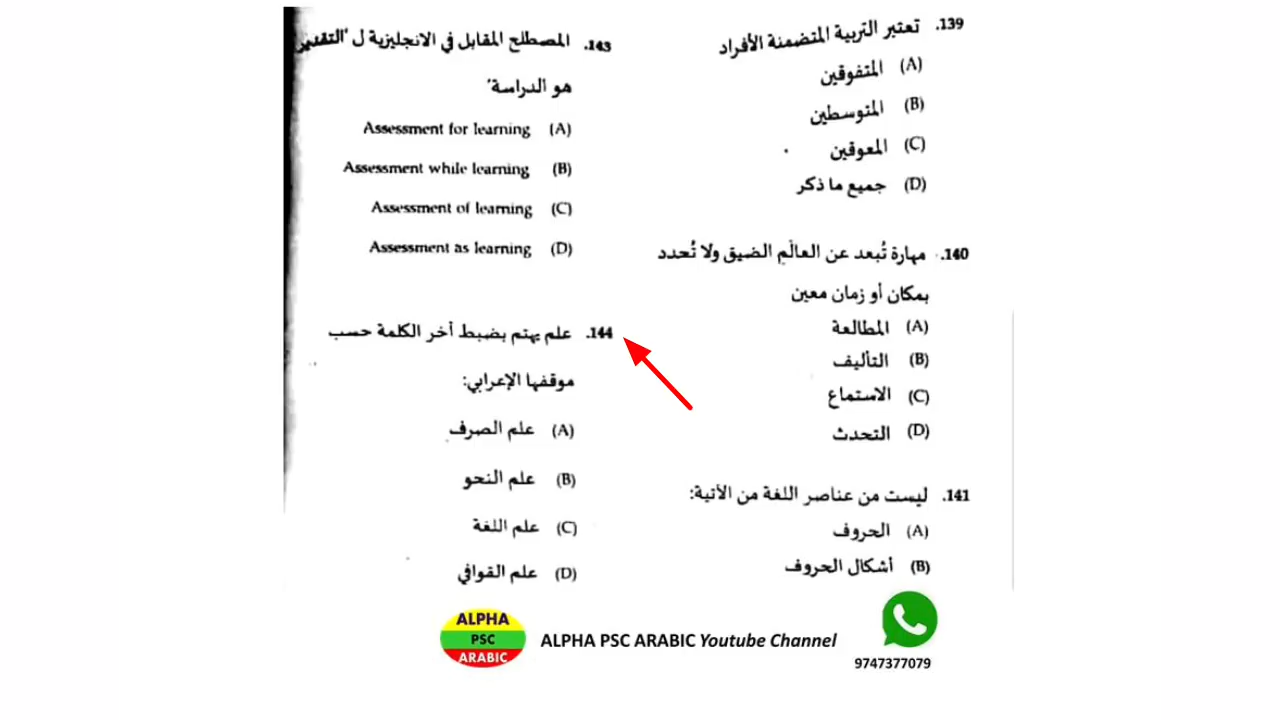 139. تعتبر التربية المتضمنة الأفراد
(A) المتفوقين
(B) المتوسطين
(C) المعوقين
(D) جميع ما ذكر
140. مهارة تُبعد عن العالَم الضيق ولا تُحدد
بمكان أو زمان معين
(A) المطالعة
(B) التأليف
(C) الاستماع
(D) التحدث
141. ليست من عناصر اللغة من الآتية:
(A) الحروف
(B) أشكال الحروف
143. المصطلح المقابل في الانجليزية ل "التقدير
هو الدراسة"
(A) Assessment for learning
(B) Assessment while learning
(C) Assessment of learning
(D) Assessment as learning
144. علم يهتم بضبط أخر الكلمة حسب
موقفها الإعرابي:
(A) علم الصرف
(B) علم النحو
(C) علم اللغة
(D) علم القوافي
ALPHA
PSC
ARABIC
ALPHA PSC ARABIC Youtube Channel
9747377079